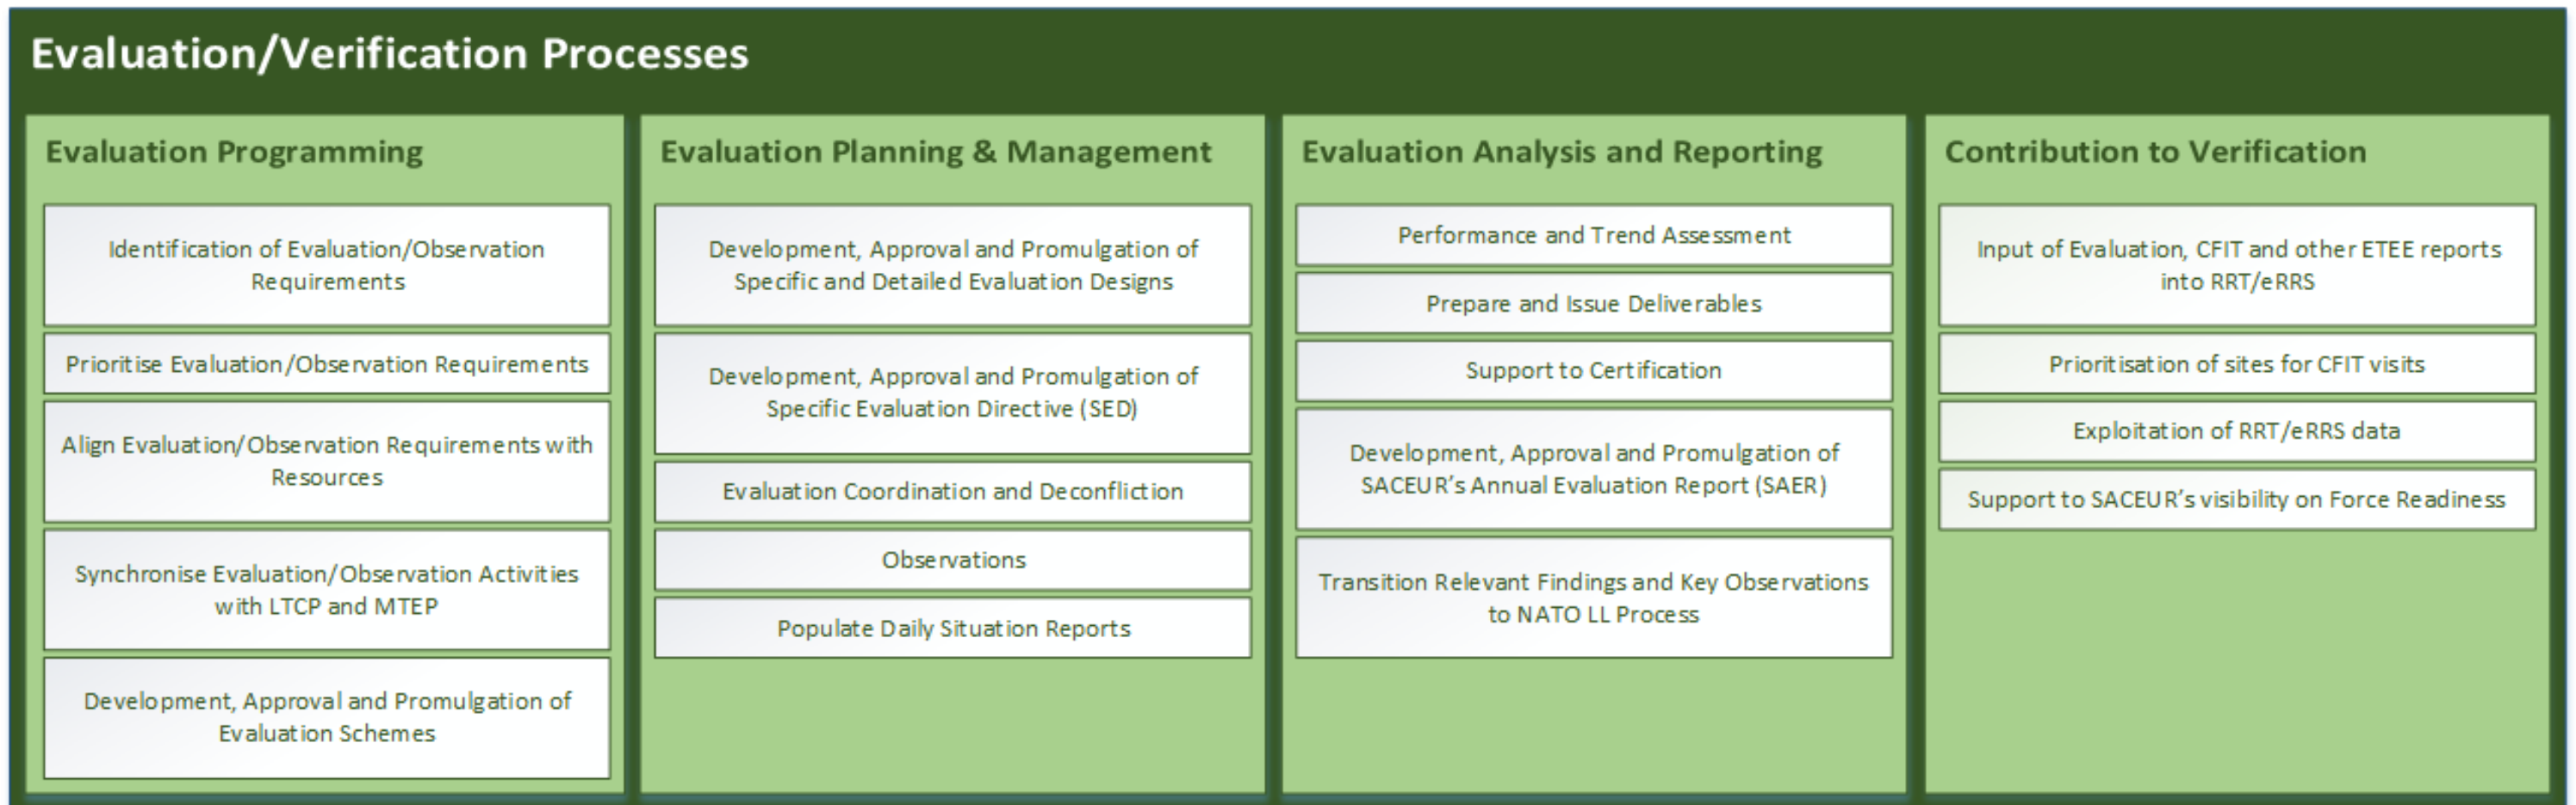 Evaluation/Verification Processes
Evaluation Programming
Identification of Evaluation/Observation
Requirements
Prioritise Evaluation/Observation Requirements
Align Evaluation/Observation Requirements with
Resources
Synchronise Evaluation/Observation Activities
with LTCP and MTEP
Development, Approval and Promulgation of
Evaluation Schemes
Evaluation Planning & Management
Development, Approval and Promulgation of
Specific and Detailed Evaluation Designs
Development, Approval and Promulgation of
Specific Evaluation Directive (SED)
Evaluation Coordination and Deconfliction
Observations
Populate Daily Situation Reports
Evaluation Analysis and Reporting
Performance and Trend Assessment
Prepare and Issue Deliverables
Support to Certification
Development, Approval and Promulgation of
SACEUR’s Annual Evaluation Report (SAER)
Transition Relevant Findings and Key Observations
to NATO LL Process
Contribution to Verification
Input of Evaluation, CFIT and other ETEE reports
into RRT/eRRS
Prioritisation of sites for CFIT visits
Exploitation of RRT/eRRS data
Support to SACEUR’s visibility on Force Readiness